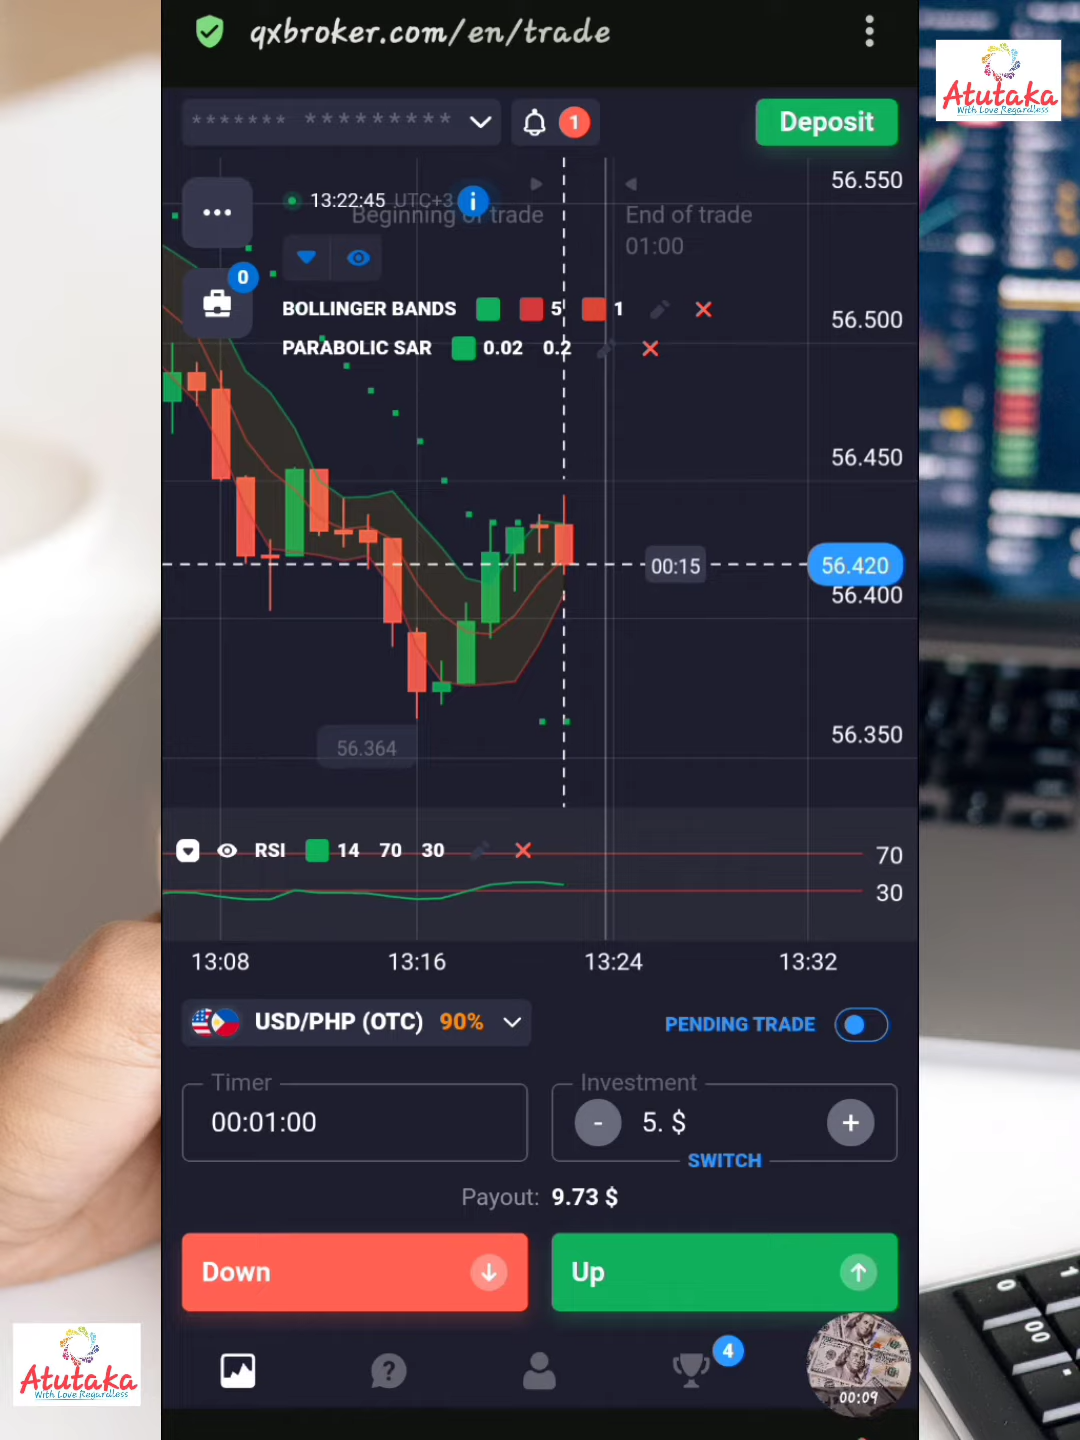 qxbroker.com/en/trade
Atutaka
With Love Regardless
******* *********
1
Deposit
56.550
13:22:45 UTC+3
i
Beginning of trade
End of trade
01:00
0
BOLLINGER BANDS 5 1
56.500
PARABOLIC SAR 0.02 0.2
56.450
00:15
56.420
56.400
56.350
56.364
RSI 14 70 30
70
30
13:08
13:16
13:24
13:32
USD/PHP (OTC) 90%
PENDING TRADE
Timer
Investment
00:01:00
- 5. $ +
SWITCH
Payout: 9.73 $
Down
Up
?
4
00:09
Atutaka
With Love Regardless
0
1
00